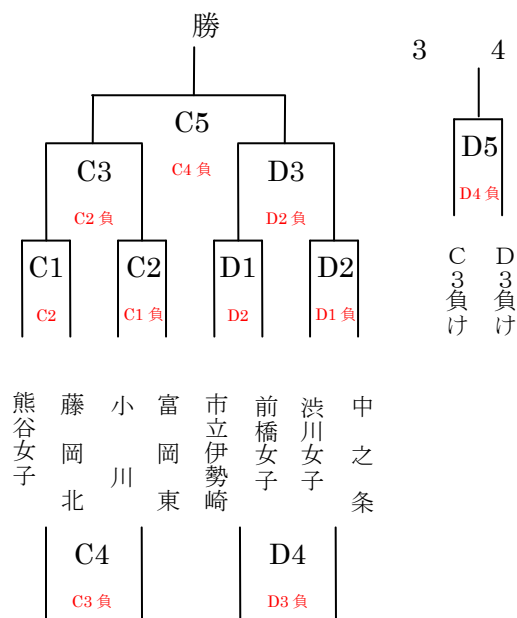 勝
3 4
C5
C4 負
D5
D4 負
C3
C2 負
D3
D2 負
C1
C2
C2
C1 負
D1
D2
D2
D1 負
C3負け
D3負け
熊谷女子
藤岡北
小川
富岡東
市立伊勢崎
前橋女子
渋川女子
中之条
C4
C3 負
D4
D3 負